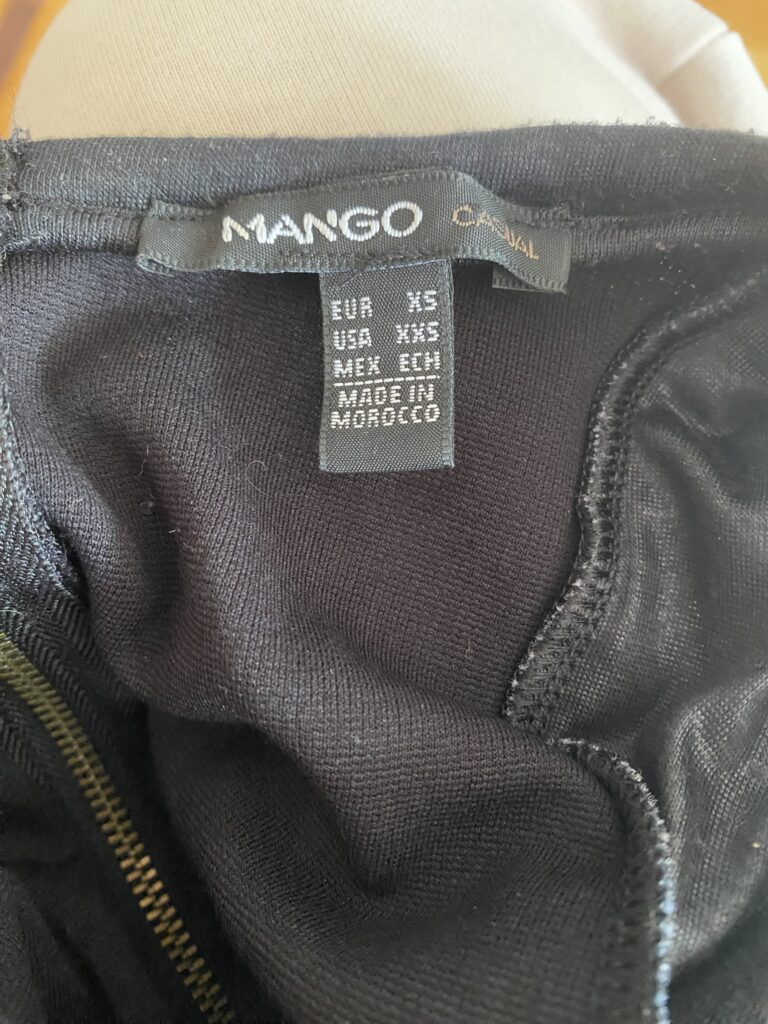 MANGO CASUAL
EUR XS
USA XXS
MEX ECH
MADE IN
MOROCCO